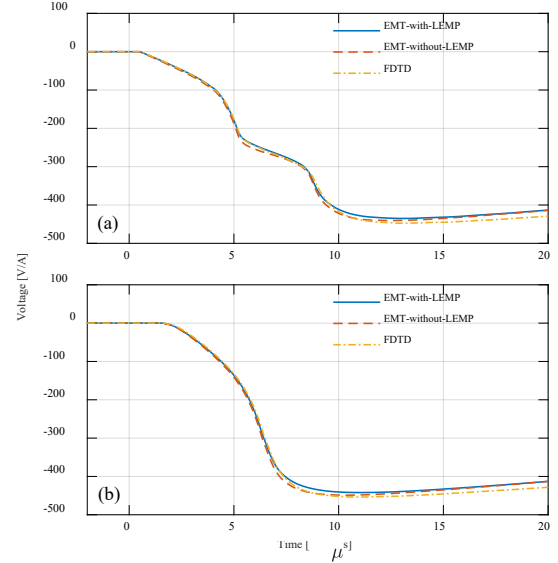 100
0
-100
-200
-300
-400
-500
EMT-with-LEMP
EMT-without-LEMP
FDTD
(a)
0
5
10
15
20
Voltage [V/A]
100
0
-100
-200
-300
-400
-500
EMT-with-LEMP
EMT-without-LEMP
FDTD
(b)
0
5
10
15
20
Time [ μs]